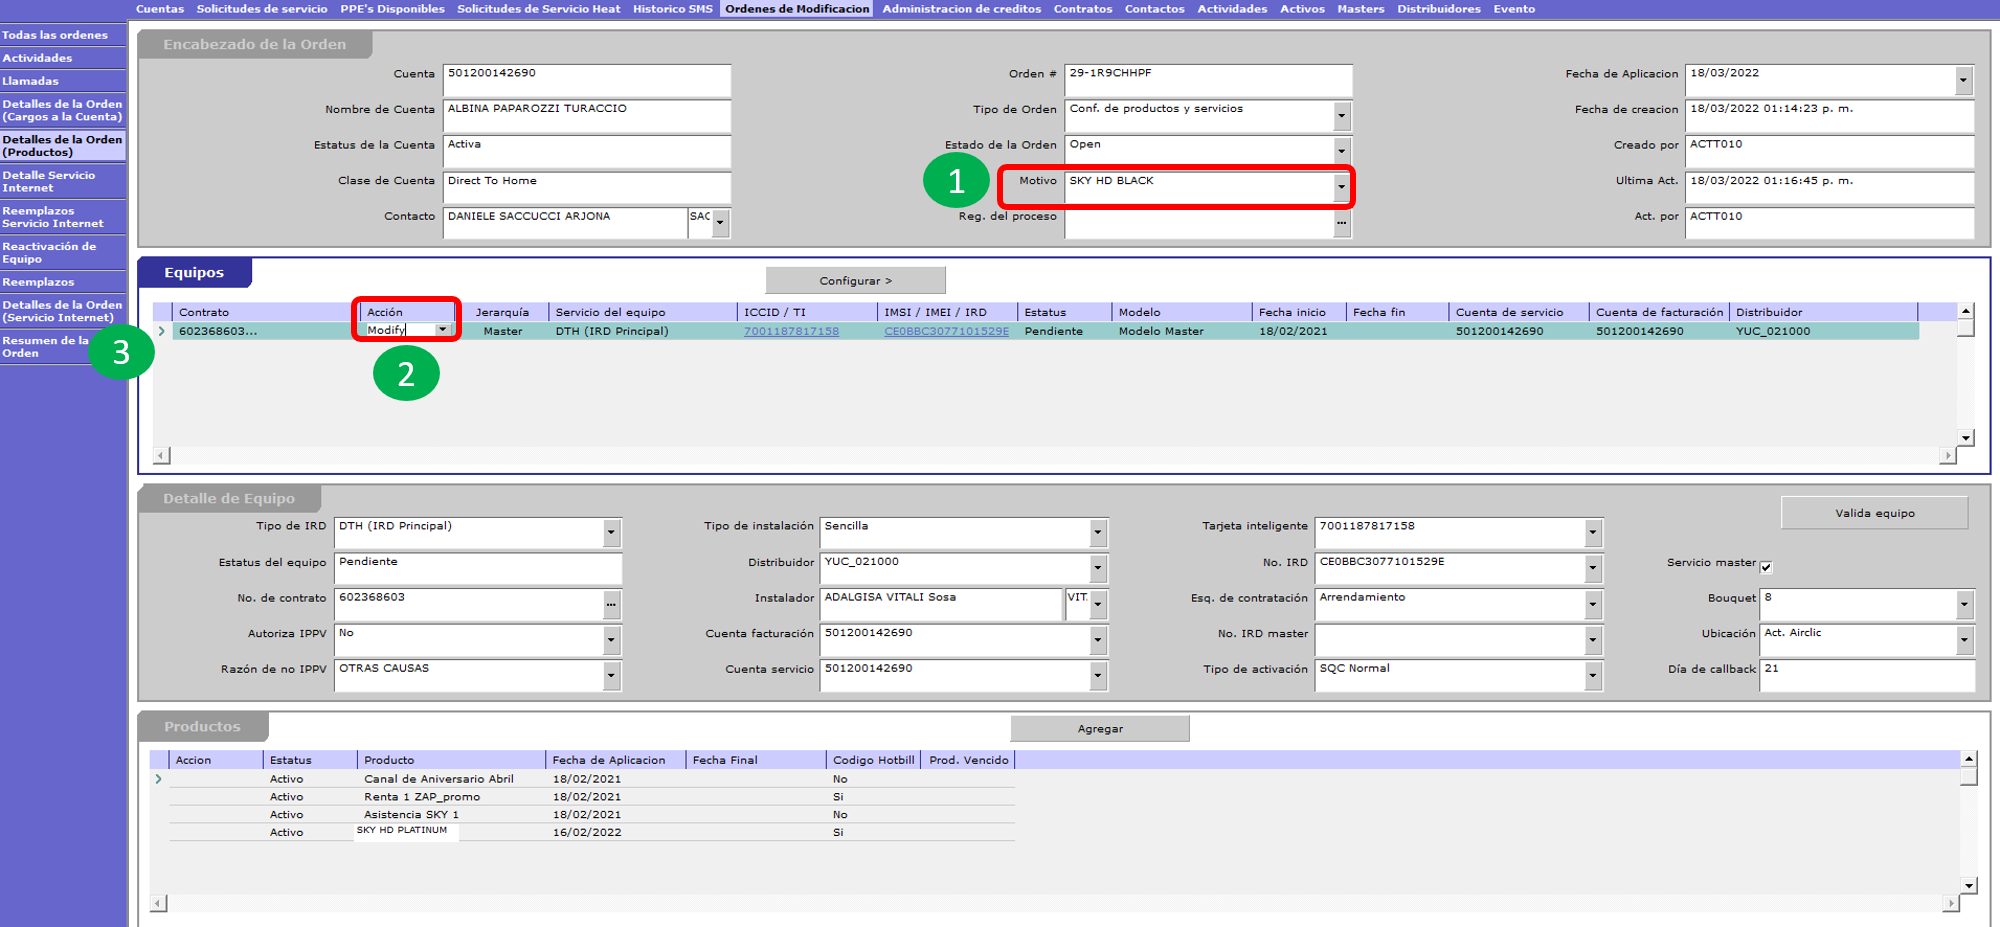 Cuentas Solicitudes de servicio PPE's Disponibles Solicitudes de Servicio Heat Historico SMS Ordenes de Modificacion Administracion de creditos Contratos Contactos Actividades Activos Masters Distribuidores Evento
Todas las ordenes
Actividades
Llamadas
Detalles de la Orden
(Cargos a la Cuenta)
Detalles de la Orden
(Productos)
Detalle Servicio
Internet
Reemplazos
Servicio Internet
Reactivación de
Equipo
Reemplazos
Detalles de la Orden
(Servicio Internet)
Resumen de la
Orden
3
Encabezado de la Orden
Cuenta 501200142690 Orden # 29-1R9CHHPF Fecha de Aplicacion 18/03/2022
Nombre de Cuenta ALBINA PAPAROZZI TURACCIO Tipo de Orden Conf. de productos y servicios Fecha de creacion 18/03/2022 01:14:23 p. m.
Estatus de la Cuenta Activa Estado de la Orden Open Creado por ACTT010
Clase de Cuenta Direct To Home 1 Motivo SKY HD BLACK Ultima Act. 18/03/2022 01:16:45 p. m.
Contacto DANIELE SACCUCCI ARJONA SAC Reg. del proceso ... Act. por ACTT010
Equipos Configurar >
Contrato Acción Jerarquía Servicio del equipo ICCID / TI IMSI / IMEI / IRD Estatus Modelo Fecha inicio Fecha fin Cuenta de servicio Cuenta de facturación Distribuidor
602368603... Modify Master DTH (IRD Principal) 7001187817158 CE0BBC3077101529E Pendiente Modelo Master 18/02/2021 501200142690 501200142690 YUC_021000
2
Detalle de Equipo
Valida equipo
Tipo de IRD DTH (IRD Principal) Tipo de instalación Sencilla Tarjeta inteligente 7001187817158
Estatus del equipo Pendiente Distribuidor YUC_021000 No. IRD CE0BBC3077101529E Servicio master
No. de contrato 602368603 ... Instalador ADALGISA VITALI Sosa VIT. Esq. de contratación Arrendamiento Bouquet 8
Autoriza IPPV No Cuenta facturación 501200142690 No. IRD master Ubicación Act. Airclic
Razón de no IPPV OTRAS CAUSAS Cuenta servicio 501200142690 Tipo de activación SQC Normal Día de callback 21
Productos Agregar
Accion Estatus Producto Fecha de Aplicacion Fecha Final Codigo Hotbill Prod. Vencido
Activo Canal de Aniversario Abril 18/02/2021 No
Activo Renta 1 ZAP_promo 18/02/2021 Si
Activo Asistencia SKY 1 18/02/2021 No
Activo SKY HD PLATINUM 16/02/2022 Si